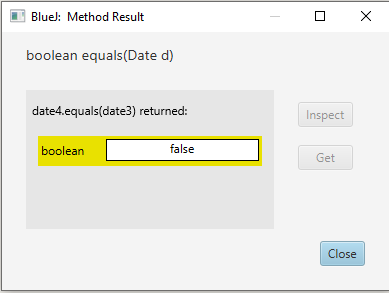 BlueJ: Method Result
boolean equals(Date d)
date4.equals(date3) returned:
boolean false
Inspect
Get
Close